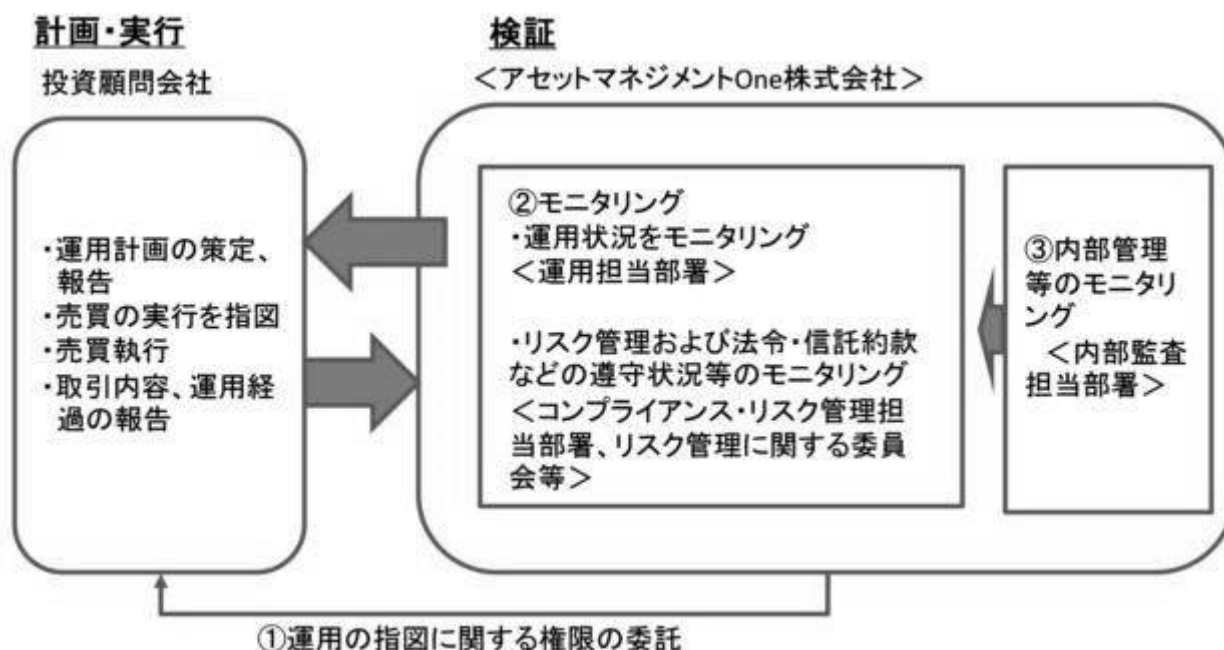 計画・実行
投資顧問会社
・運用計画の策定、
報告
・売買の実行を指図
・売買執行
・取引内容、運用経
過の報告
検証
＜アセットマネジメントOne株式会社＞
②モニタリング
・運用状況をモニタリング
＜運用担当部署＞
・リスク管理および法令・信託約款
などの遵守状況等のモニタリング
＜コンプライアンス・リスク管理担
当部署、リスク管理に関する委員
会等＞
③内部管理
等のモニタリ
ング
＜内部監査
担当部署＞
①運用の指図に関する権限の委託